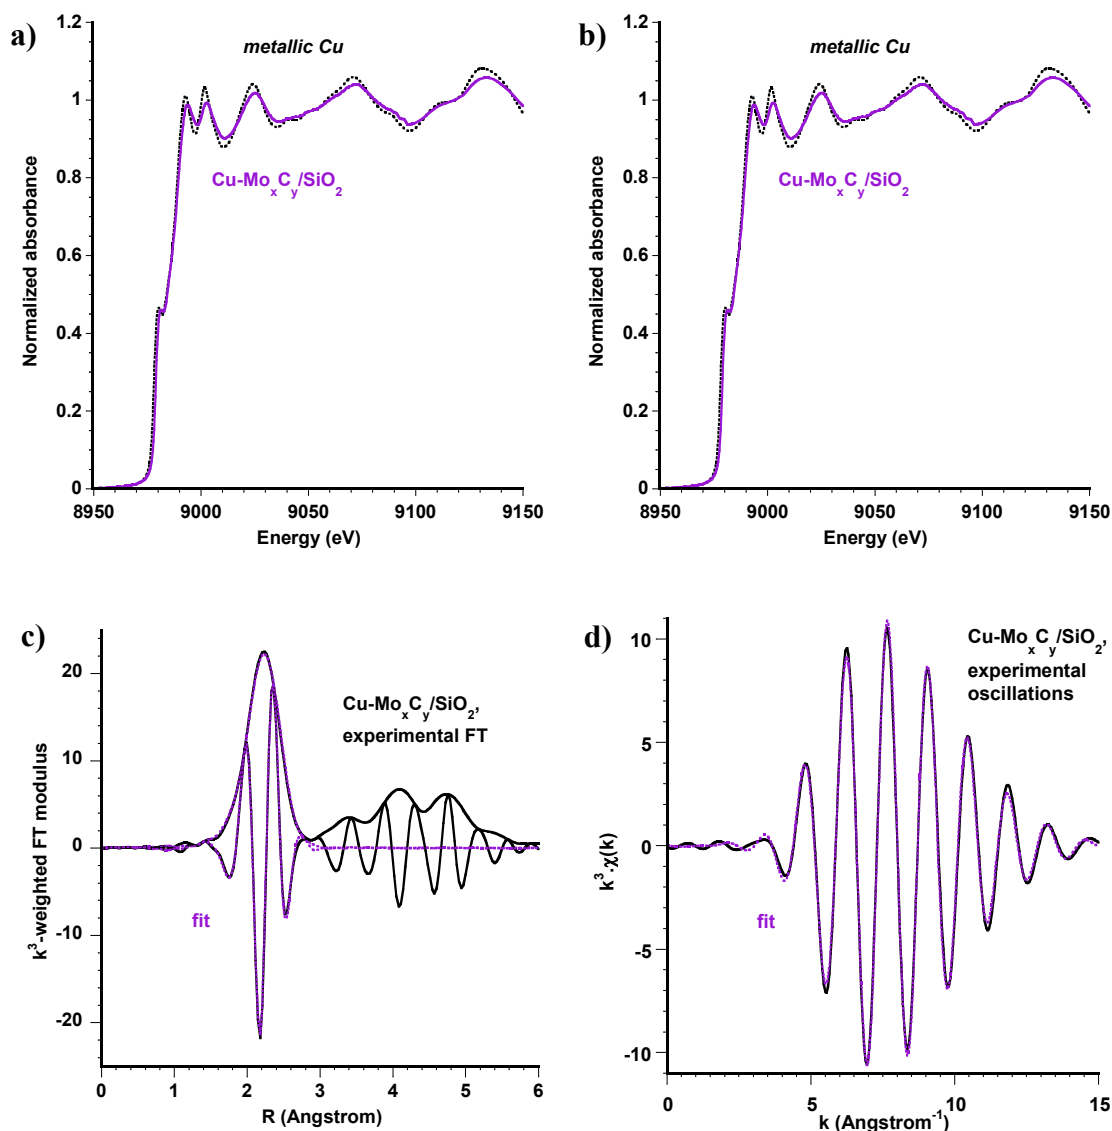 a)
metallic Cu
Cu-MoxCy/SiO2
Normalized absorbance
1.2
1
0.8
0.6
0.4
0.2
0
8950 9000 9050 9100 9150
Energy (eV)
b)
metallic Cu
Cu-MoxCy/SiO2
Normalized absorbance
1.2
1
0.8
0.6
0.4
0.2
0
8950 9000 9050 9100 9150
Energy (eV)
c)
Cu-MoxCy/SiO2,
experimental FT
fit
k3-weighted FT modulus
20
10
0
-10
-20
0 1 2 3 4 5 6
R (Angstrom)
d)
Cu-MoxCy/SiO2,
experimental
oscillations
fit
k3.χ(k)
10
5
0
-5
-10
0 5 10 15
k (Angstrom-1)